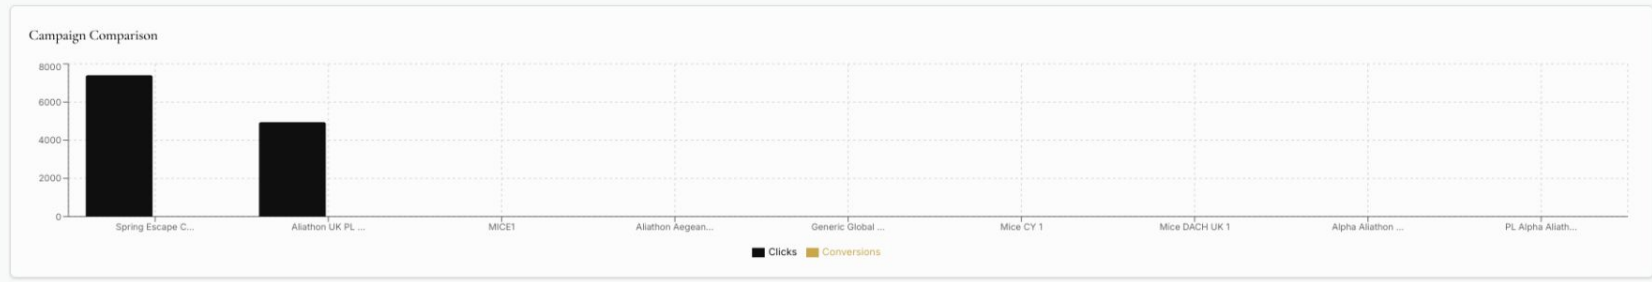 Campaign Comparison
8000
6000
4000
2000
0
Spring Escape C... Aliathon UK PL ... MICE1 Aliathon Aegean... Generic Global ... Mice CY 1 Mice DACH UK 1 Alpha Aliathon ... PL Alpha Aliath...
Clicks Conversions